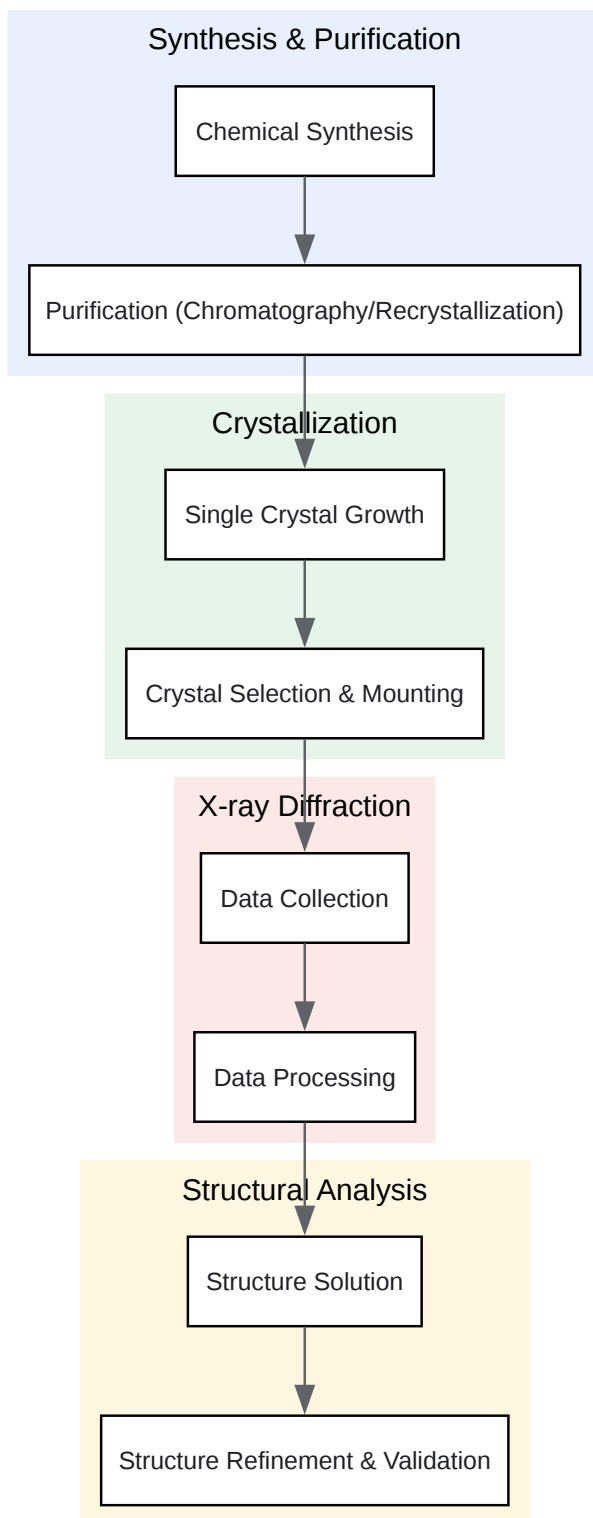 Synthesis & Purification
Chemical Synthesis
Purification (Chromatography/Recrystallization)
Crystallization
Single Crystal Growth
Crystal Selection & Mounting
X-ray Diffraction
Data Collection
Data Processing
Structural Analysis
Structure Solution
Structure Refinement & Validation